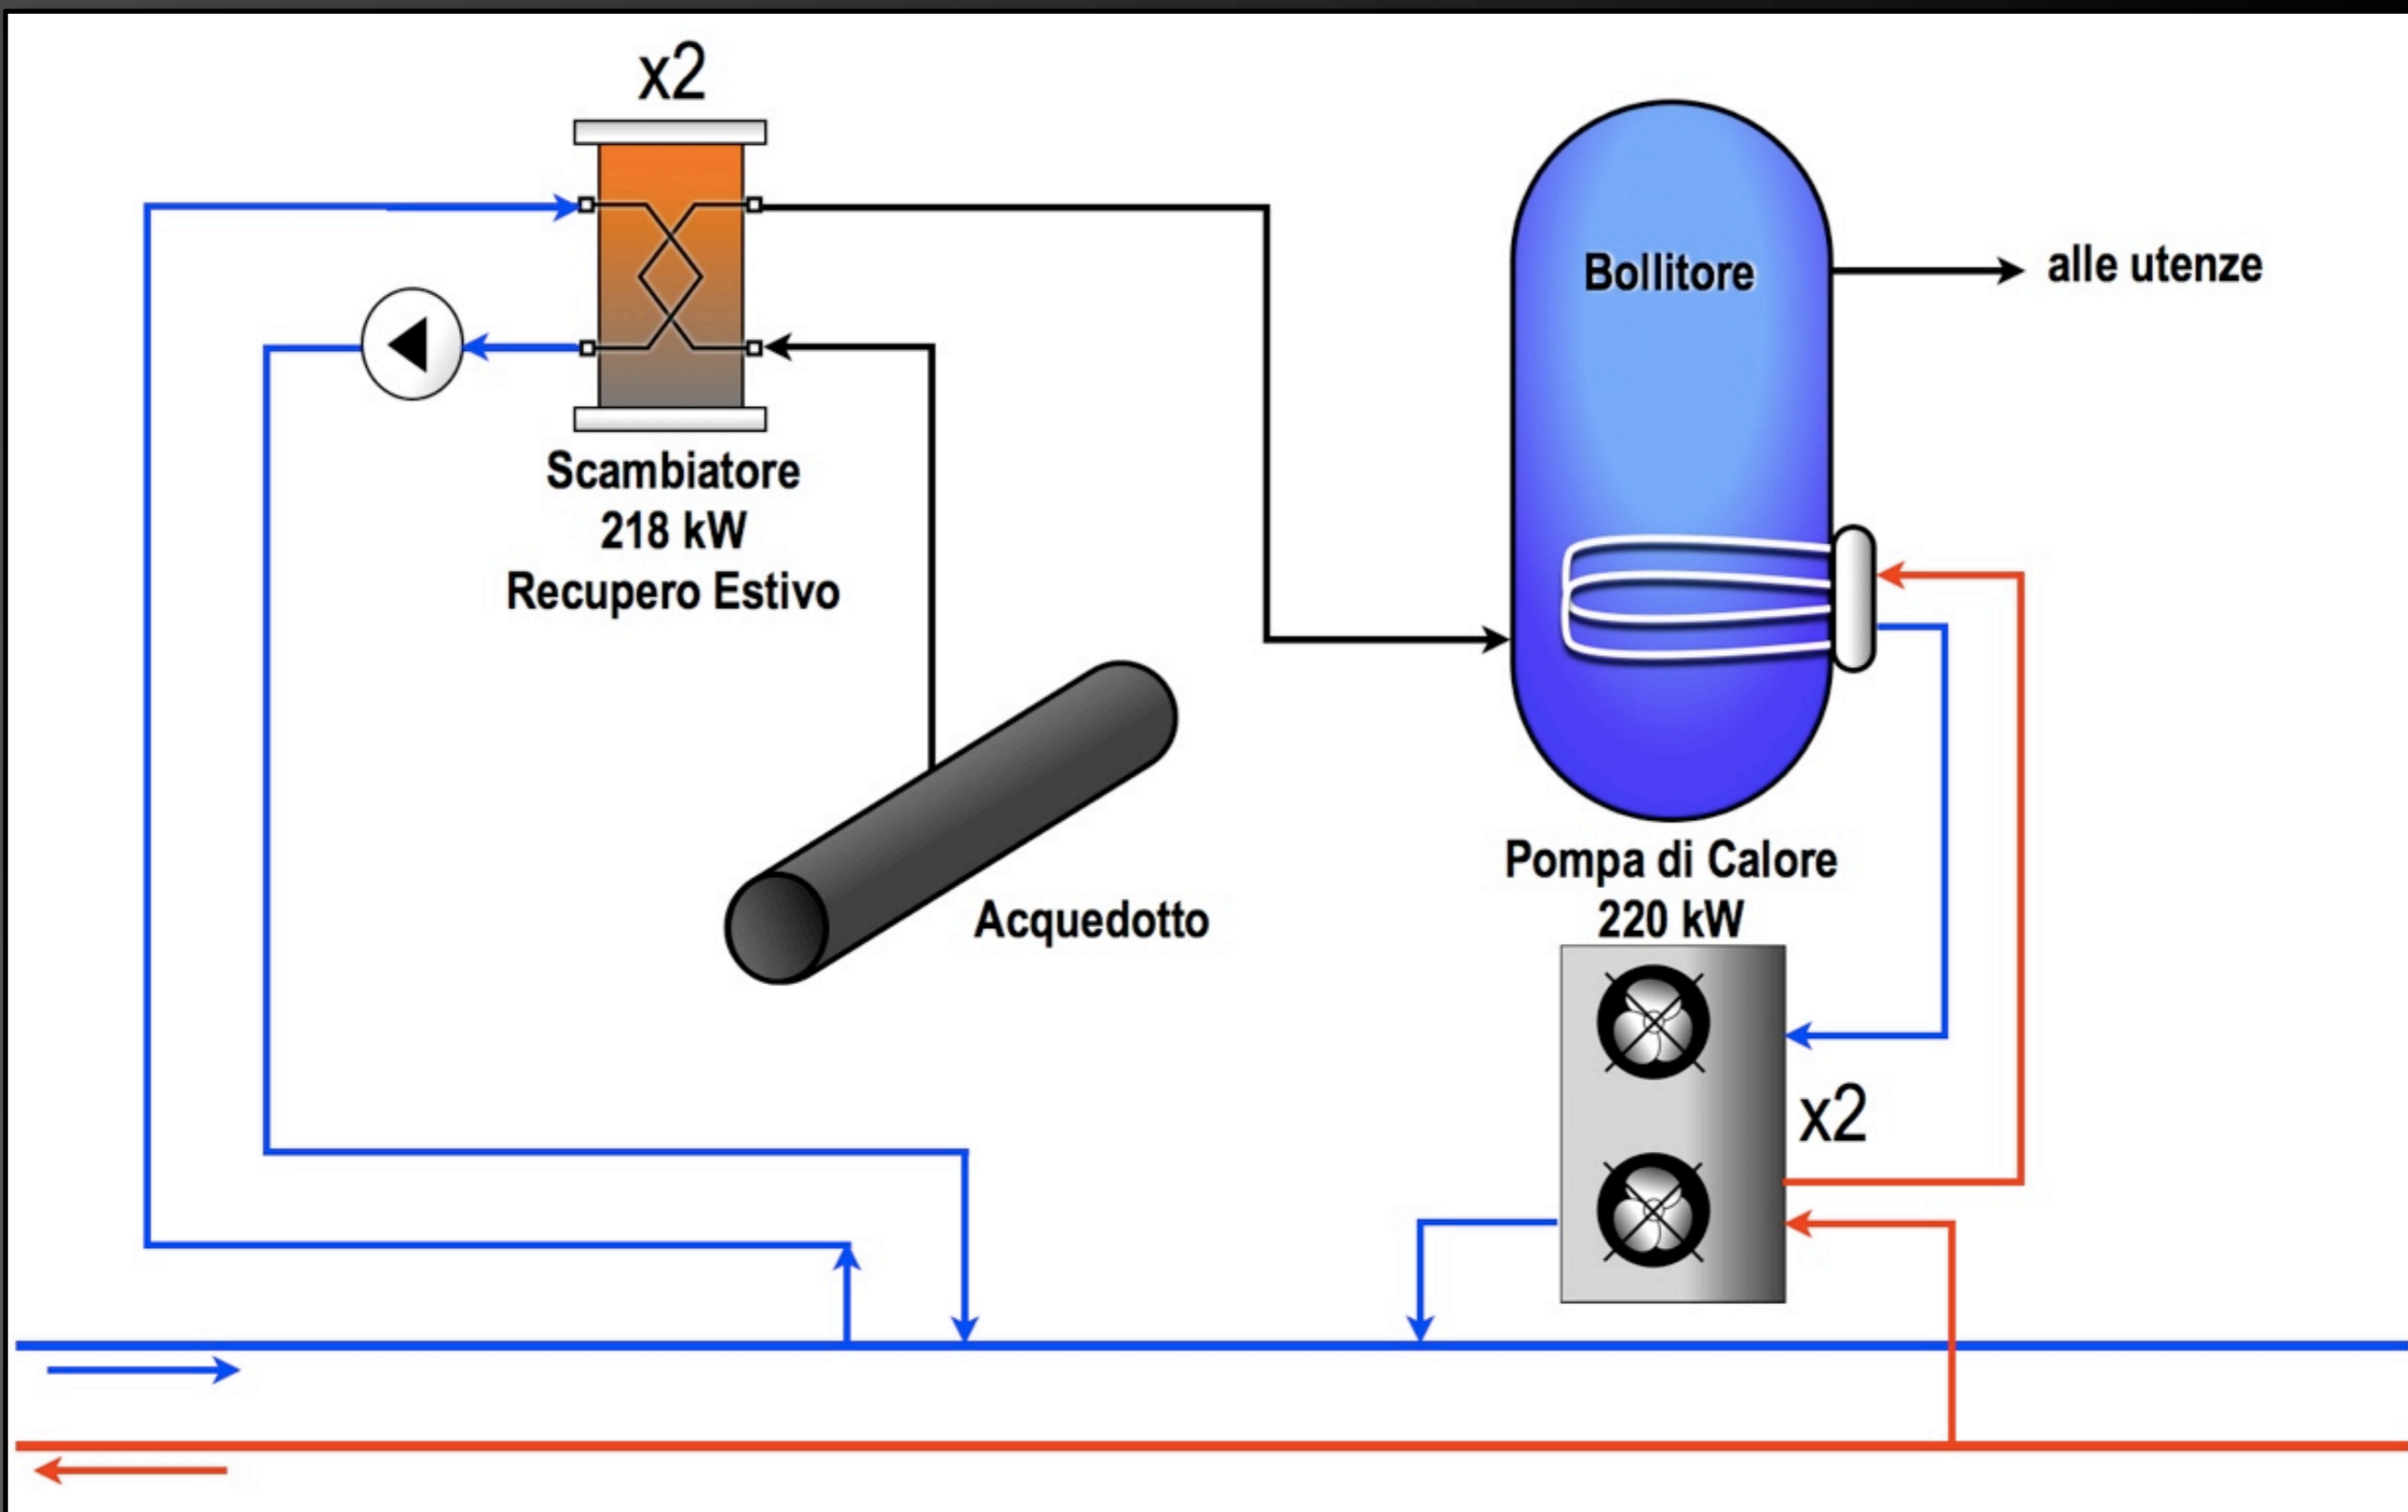 x2
Scambiatore
218 kW
Recupero Estivo
Acquedotto
Bollitore
alle utenze
Pompa di Calore
220 kW
x2